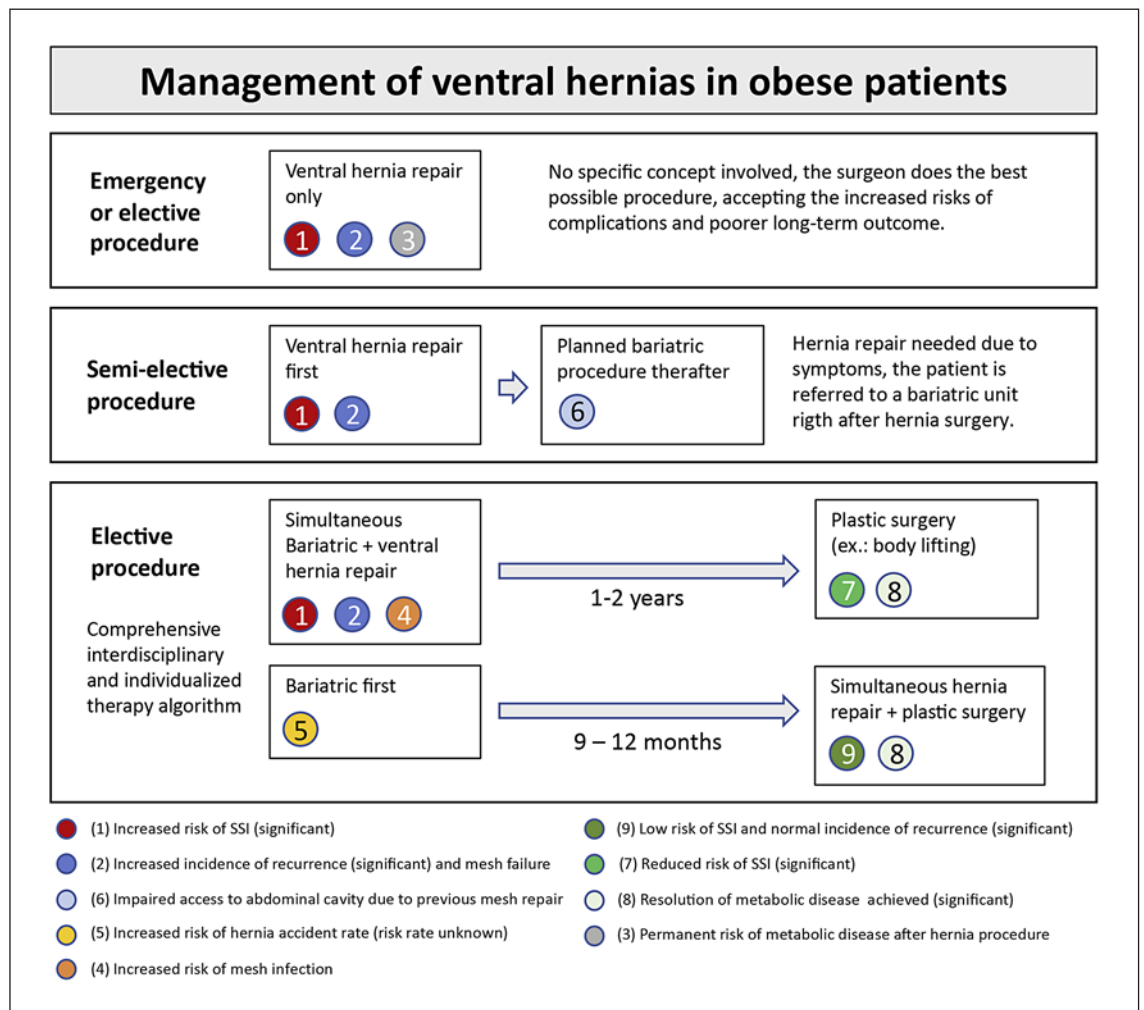 Management of ventral hernias in obese patients
Emergency
or elective
procedure
Ventral hernia repair
only
1 2 3
No specific concept involved, the surgeon does the best
possible procedure, accepting the increased risks of
complications and poorer long-term outcome.
Semi-elective
procedure
Ventral hernia repair
first
1 2
Planned bariatric
procedure therafter
6
Hernia repair needed due to
symptoms, the patient is
referred to a bariatric unit
rigth after hernia surgery.
Elective
procedure
Comprehensive
interdisciplinary
and individualized
therapy algorithm
Simultaneous
Bariatric + ventral
hernia repair
1 2 4
1-2 years
Plastic surgery
(ex.: body lifting)
7 8
Bariatric first
5
9 – 12 months
Simultaneous hernia
repair + plastic surgery
9 8
(1) Increased risk of SSI (significant)
(2) Increased incidence of recurrence (significant) and mesh failure
(6) Impaired access to abdominal cavity due to previous mesh repair
(5) Increased risk of hernia accident rate (risk rate unknown)
(4) Increased risk of mesh infection
(9) Low risk of SSI and normal incidence of recurrence (significant)
(7) Reduced risk of SSI (significant)
(8) Resolution of metabolic disease achieved (significant)
(3) Permanent risk of metabolic disease after hernia procedure